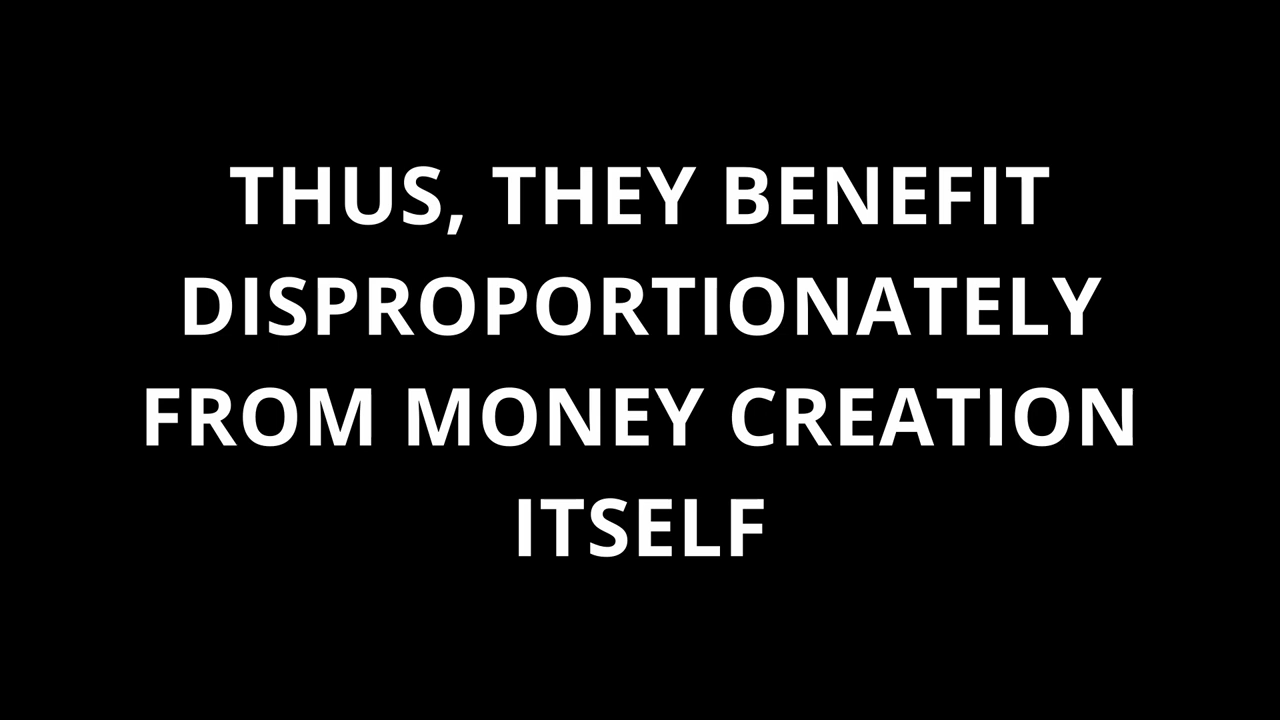 THUS, THEY BENEFIT
DISPROPORTIONATELY
FROM MONEY CREATION
ITSELF